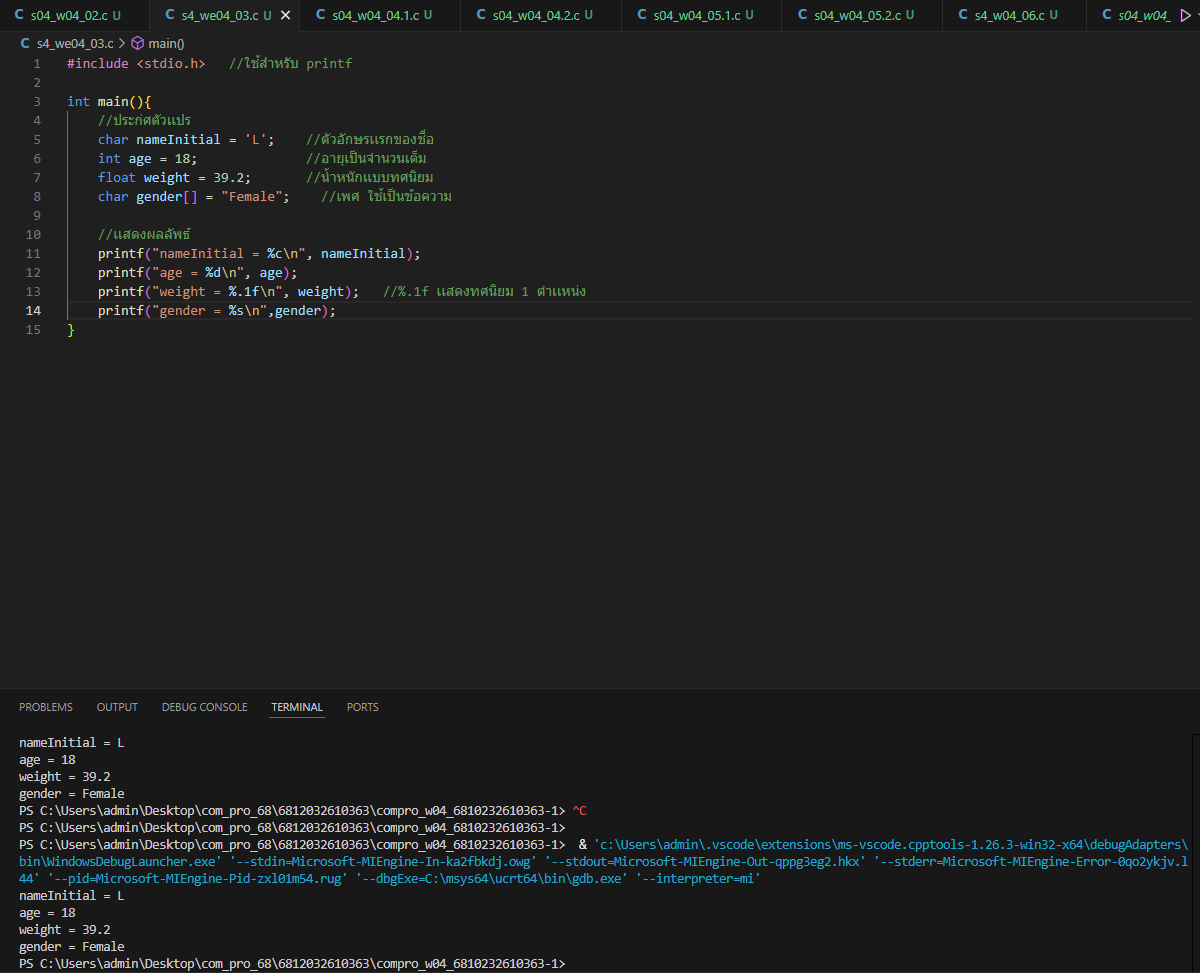 C s04_w04_02.c U C s4_we04_03.c U × C s04_w04_04.1.c U C s04_w04_04.2.c U C s04_w04_05.1.c U C s04_w04_05.2.c U C s4_w04_06.c U C s04_w04_
C s4_we04_03.c > main()
1 #include <stdio.h> //ใช้สำหรับ printf
2
3 int main(){
4 //ประกศตัวแปร
5 char nameInitial = 'L'; //ตัวอักษรแรกของชื่อ
6 int age = 18; //อายุเป็นจำนวนเต็ม
7 float weight = 39.2; //น้ำหนักแบบทศนิยม
8 char gender[] = "Female"; //เพศ ใช้เป็นข้อความ
9
10 //แสดงผลลัพธ์
11 printf("nameInitial = %c\n", nameInitial);
12 printf("age = %d\n", age);
13 printf("weight = %.1f\n", weight); //%.1f แสดงทศนิยม 1 ตำแหน่ง
14 printf("gender = %s\n",gender);
15 }
PROBLEMS OUTPUT DEBUG CONSOLE TERMINAL PORTS
nameInitial = L
age = 18
weight = 39.2
gender = Female
PS C:\Users\admin\Desktop\com_pro_68\6812032610363\compro_w04_6810232610363-1> ^C
PS C:\Users\admin\Desktop\com_pro_68\6812032610363\compro_w04_6810232610363-1>
PS C:\Users\admin\Desktop\com_pro_68\6812032610363\compro_w04_6810232610363-1> & 'c:\Users\admin\.vscode\extensions\ms-vscode.cpptools-1.26.3-win32-x64\debugAdapters\
bin\WindowsDebugLauncher.exe' '--stdin=Microsoft-MIEngine-In-ka2fbkdj.owg' '--stdout=Microsoft-MIEngine-Out-qppg3eg2.hkx' '--stderr=Microsoft-MIEngine-Error-0qo2ykjv.l
44' '--pid=Microsoft-MIEngine-Pid-zxl01m54.rug' '--dbgExe=C:\msys64\ucrt64\bin\gdb.exe' '--interpreter=mi'
nameInitial = L
age = 18
weight = 39.2
gender = Female
PS C:\Users\admin\Desktop\com_pro_68\6812032610363\compro_w04_6810232610363-1>